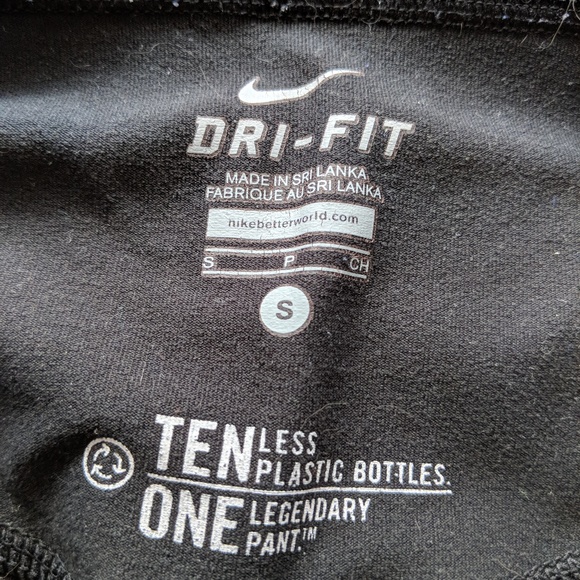 DRI-FIT
MADE IN SRI LANKA
FABRIQUE AU SRI LANKA
nikebetterworld.com
S P CH
S
TEN LESS PLASTIC BOTTLES.
ONE LEGENDARY PANT.™